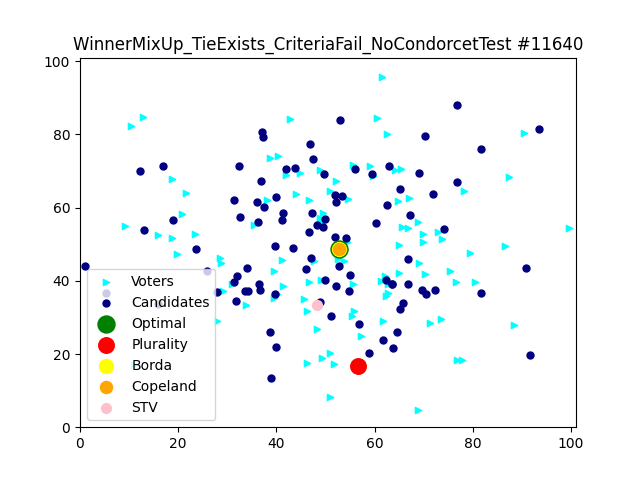 WinnerMixUp_TieExists_CriteriaFail_NoCondorcetTest #11640
100
80
60
40
20
0
0 20 40 60 80 100
Voters
Candidates
Optimal
Plurality
Borda
Copeland
STV